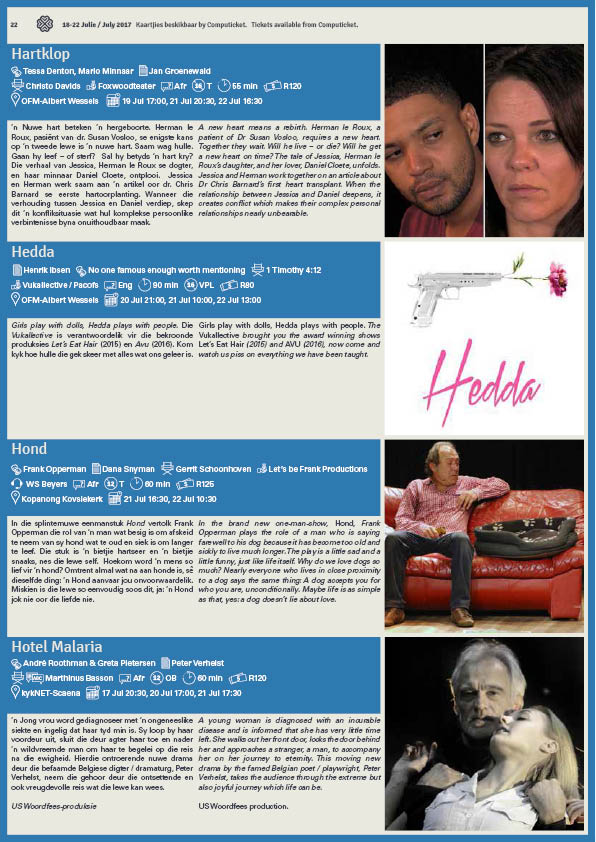 22 18-22 Julie / July 2017 Kaartjies beskikbaar by Computicket. Tickets available from Computicket.
Hartklop
Tessa Denton, Mario Minnaar Jan Groenewald
Christo Davids Foxwoodteater Afr 16 T 55 min R120
OFM-Albert Wessels 19 Jul 17:00, 21 Jul 20:30, 22 Jul 16:30
'n Nuwe hart beteken 'n hergeboorte. Herman le
Roux, pasiënt van dr. Susan Vosloo, se enigste kans
op 'n tweede lewe is 'n nuwe hart. Saam wag hulle.
Gaan hy leef – of sterf? Sal hy betyds 'n hart kry?
Die verhaal van Jessica, Herman le Roux se dogter,
en haar minnaar Daniel Cloete, ontplooi. Jessica
en Herman werk saam aan 'n artikel oor dr. Chris
Barnard se eerste hartoorplanting. Wanneer die
verhouding tussen Jessica en Daniel verdiep, skep
dit 'n konfliksituasie wat hul komplekse persoonlike
verbintenisse byna onuithoudbaar maak.
A new heart means a rebirth. Herman le Roux, a
patient of Dr Susan Vosloo, requires a new heart.
Together they wait. Will he live – or die? Will he get
a new heart on time? The tale of Jessica, Herman le
Roux's daughter, and her lover, Daniel Cloete, unfolds.
Jessica and Herman work together on an article about
Dr Chris Barnard's first heart transplant. When the
relationship between Jessica and Daniel deepens, it
creates conflict which makes their complex personal
relationships nearly unbearable.
Hedda
Henrik Ibsen No one famous enough worth mentioning 1 Timothy 4:12
Vukallective / Pacofs Eng 90 min 16 VPL R80
OFM-Albert Wessels 20 Jul 21:00, 21 Jul 10:00, 22 Jul 13:00
Girls play with dolls, Hedda plays with people. Die
Vukallective is verantwoordelik vir die bekroonde
produksies Let's Eat Hair (2015) en Avu (2016). Kom
kyk hoe hulle die gek skeer met alles wat ons geleer is.
Girls play with dolls, Hedda plays with people. The
Vukallective brought you the award winning shows
Let's Eat Hair (2015) and AVU (2016), now come and
watch us piss on everything we have been taught.
Hedda
Hond
Frank Opperman Dana Snyman Gerrit Schoonhoven Let's be Frank Productions
WS Beyers Afr 12 T 60 min R125
Kopanong Kovsiekerk 21 Jul 16:30, 22 Jul 10:30
In die splinternuwe eenmanstuk Hond vertolk Frank
Opperman die rol van 'n man wat besig is om afskeid
te neem van sy hond wat te oud en siek is om langer
te leef. Die stuk is 'n bietjie hartseer en 'n bietjie
snaaks, nes die lewe self. Hoekom word 'n mens so
lief vir 'n hond? Omtrent almal wat na aan honde is, sê
dieselfde ding: 'n Hond aanvaar jou onvoorwaardelik.
Miskien is die lewe so eenvoudig soos dit, ja: 'n Hond
jok nie oor die liefde nie.
In the brand new one-man-show, Hond, Frank
Opperman plays the role of a man who is saying
farewell to his dog because it has become too old and
sickly to live much longer. The play is a little sad and a
little funny, just like life itself. Why do we love dogs so
much? Nearly everyone who lives in close proximity
to a dog says the same thing: A dog accepts you for
who you are, unconditionally. Maybe life is as simple
as that, yes: a dog doesn't lie about love.
Hotel Malaria
André Roothman & Greta Pietersen Peter Verhelst
Marthinus Basson Afr 12 OB 60 min R120
kykNET-Scaena 17 Jul 20:30, 20 Jul 17:00, 21 Jul 17:30
'n Jong vrou word gediagnoseer met 'n ongeneeslike
siekte en ingelig dat haar tyd min is. Sy loop by haar
voordeur uit, sluit die deur agter haar toe en nader
'n wildvreemde man om haar te begelei op die reis
na die ewigheid. Hierdie ontroerende nuwe drama
deur die befaamde Belgiese digter / dramaturg, Peter
Verhelst, neem die gehoor deur die ontsettende en
ook vreugdevolle reis wat die lewe kan wees.
US Woordfees-produksie
A young woman is diagnosed with an incurable
disease and is informed that she has very little time
left. She walks out her front door, locks the door behind
her and approaches a stranger, a man, to accompany
her on her journey to eternity. This moving new
drama by the famed Belgian poet / playwright, Peter
Verhelst, takes the audience through the extreme but
also joyful journey which life can be.
US Woordfees production.